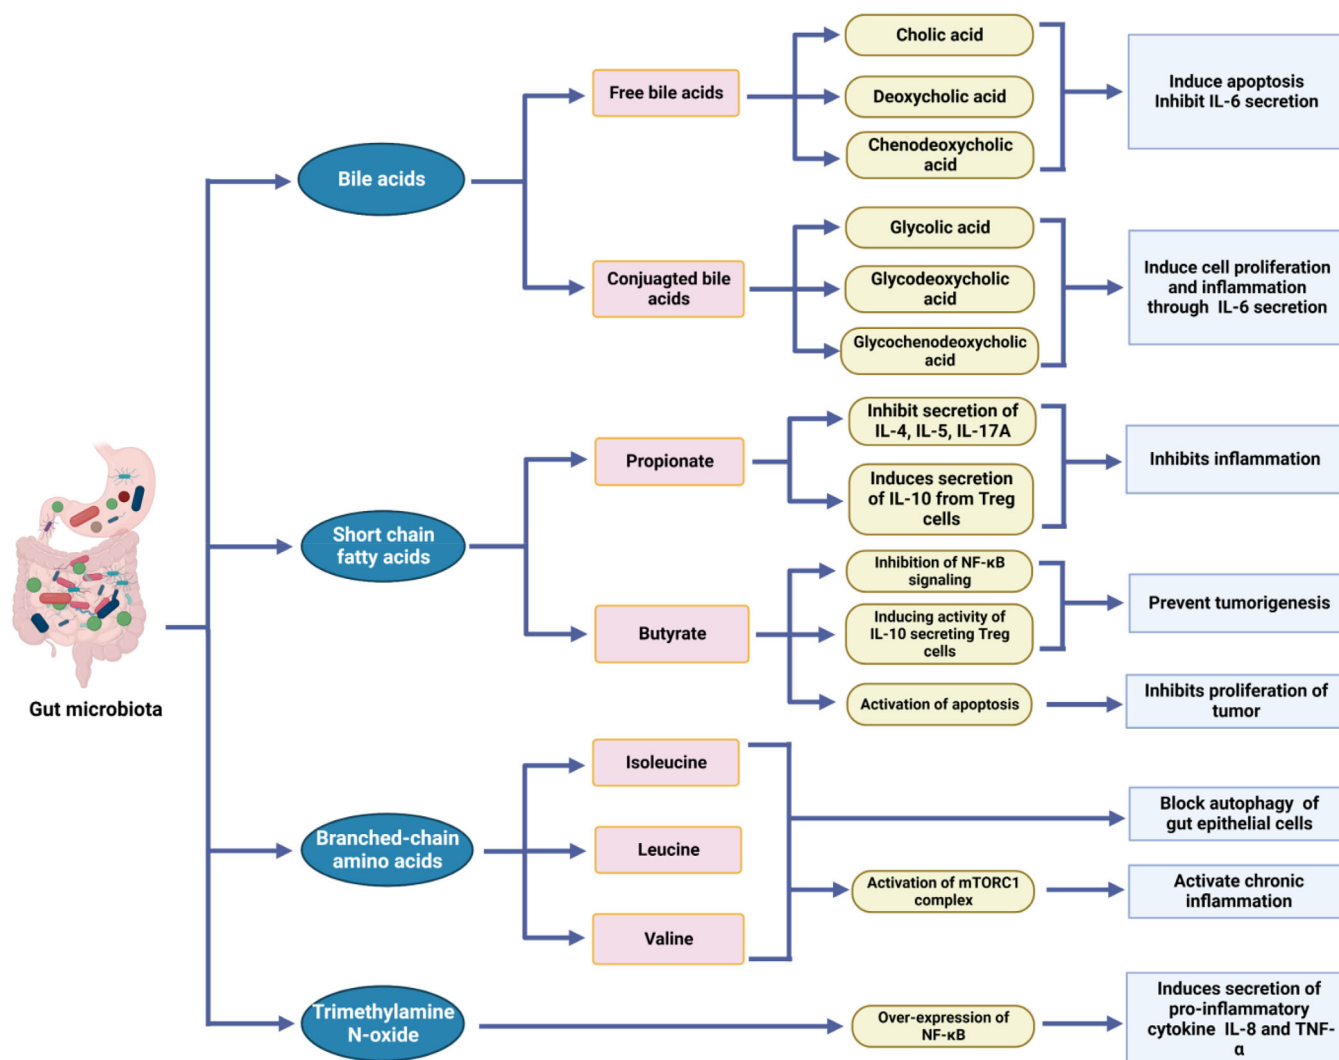 Gut microbiota
Bile acids
Free bile acids
Cholic acid
Deoxycholic acid
Chenodeoxycholic
acid
Induce apoptosis
Inhibit IL-6 secretion
Conjuagted bile
acids
Glycolic acid
Glycodeoxycholic
acid
Glycochenodeoxycholic
acid
Induce cell proliferation
and inflammation
through IL-6 secretion
Short chain
fatty acids
Propionate
Inhibit secretion of
IL-4, IL-5, IL-17A
Induces secretion
of IL-10 from Treg
cells
Inhibits inflammation
Butyrate
Inhibition of NF-κB
signaling
Inducing activity of
IL-10 secreting Treg
cells
Prevent tumorigenesis
Activation of apoptosis
Inhibits proliferation of
tumor
Branched-chain
amino acids
Isoleucine
Leucine
Valine
Block autophagy of
gut epithelial cells
Activation of mTORC1
complex
Activate chronic
inflammation
Trimethylamine
N-oxide
Over-expression of
NF-κB
Induces secretion of
pro-inflammatory
cytokine IL-8 and TNF-
α